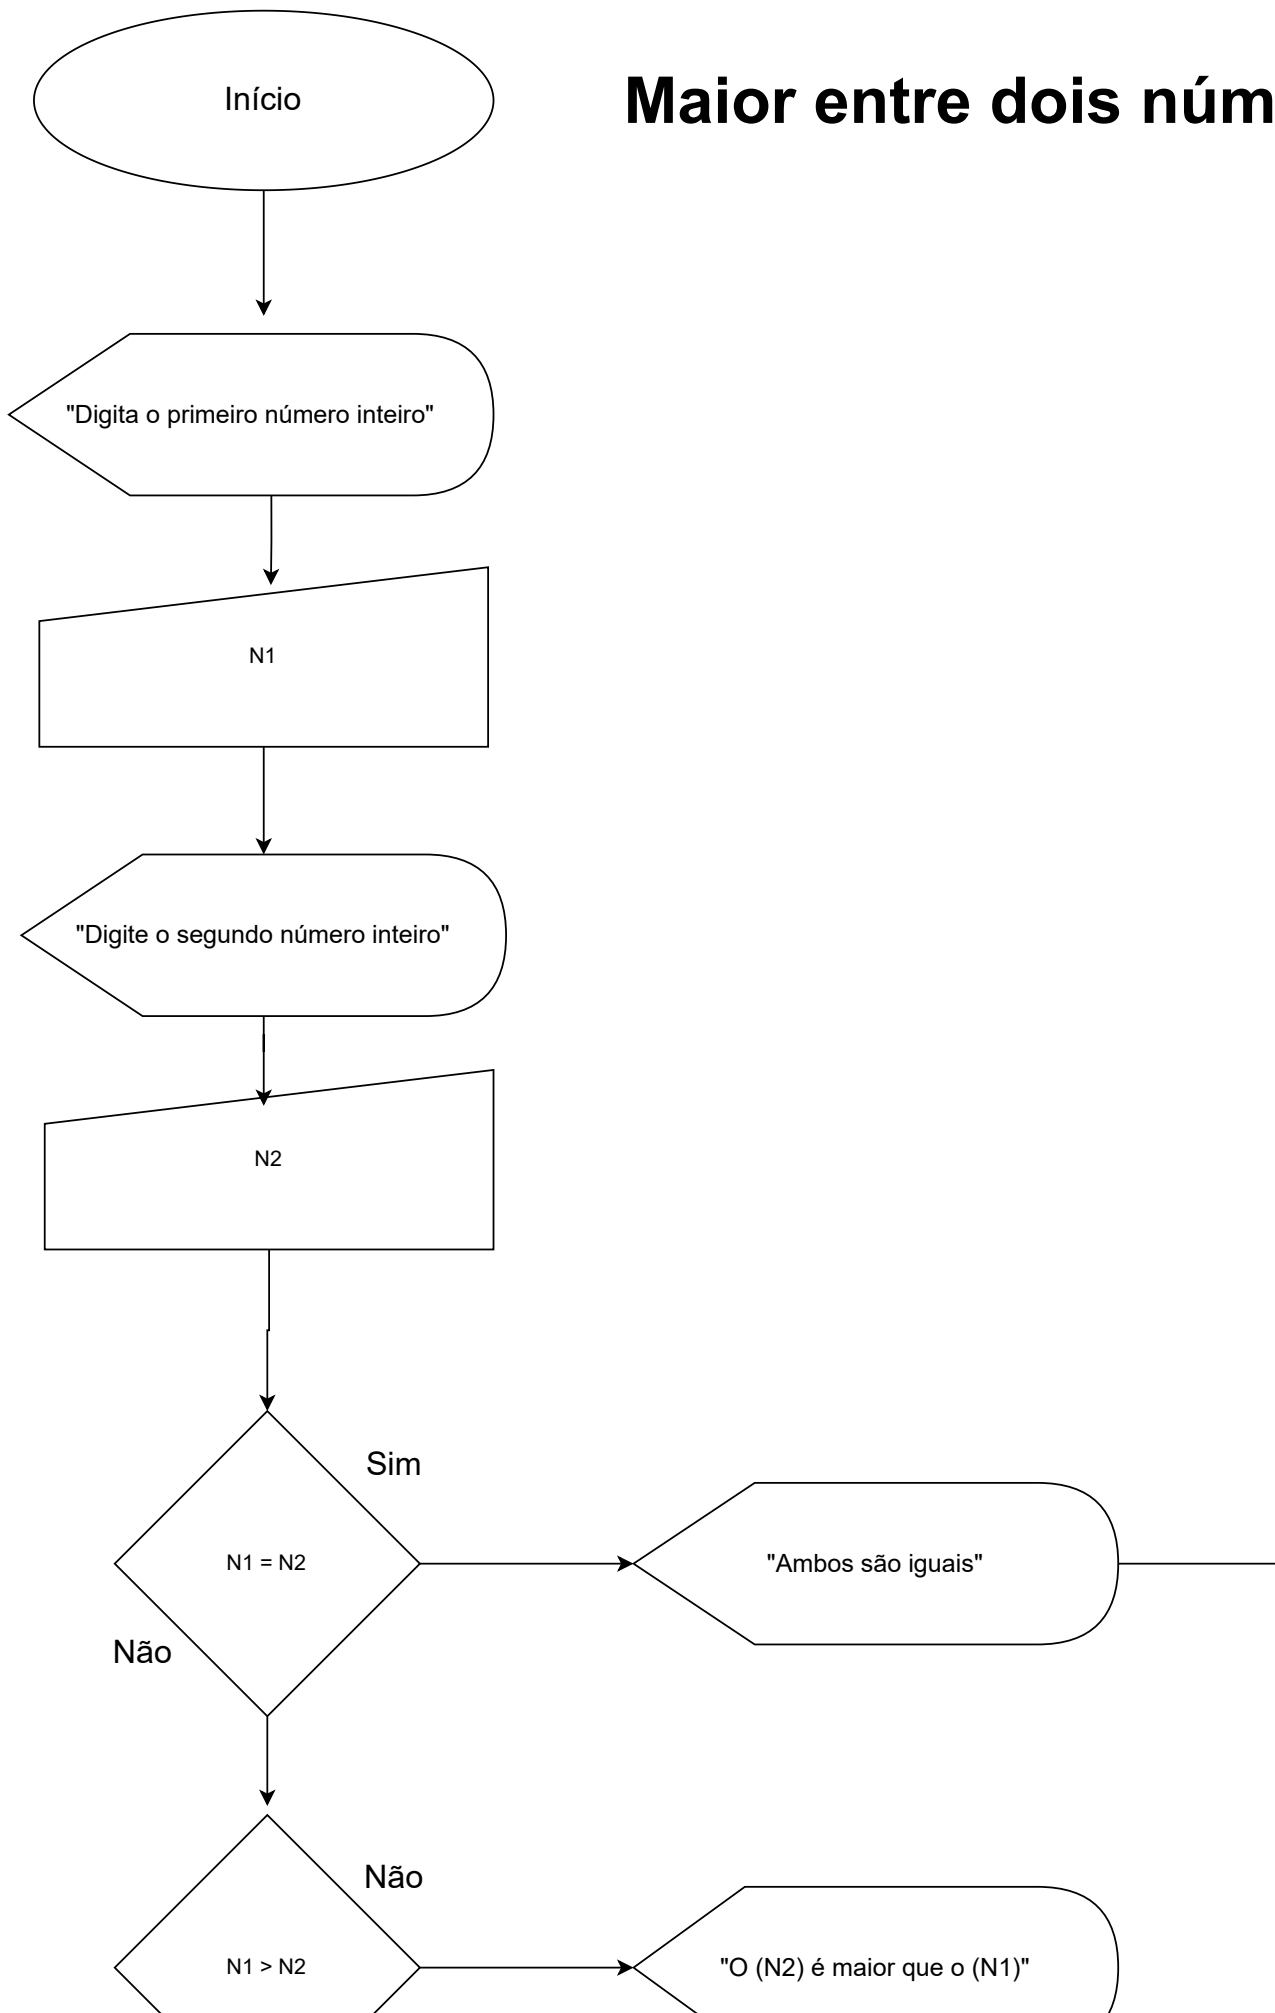 Início
Maior entre dois núm
"Digita o primeiro número inteiro"
N1
"Digite o segundo número inteiro"
N2
Sim
N1 = N2
"Ambos são iguais"
Não
Não
N1 > N2
"O (N2) é maior que o (N1)"